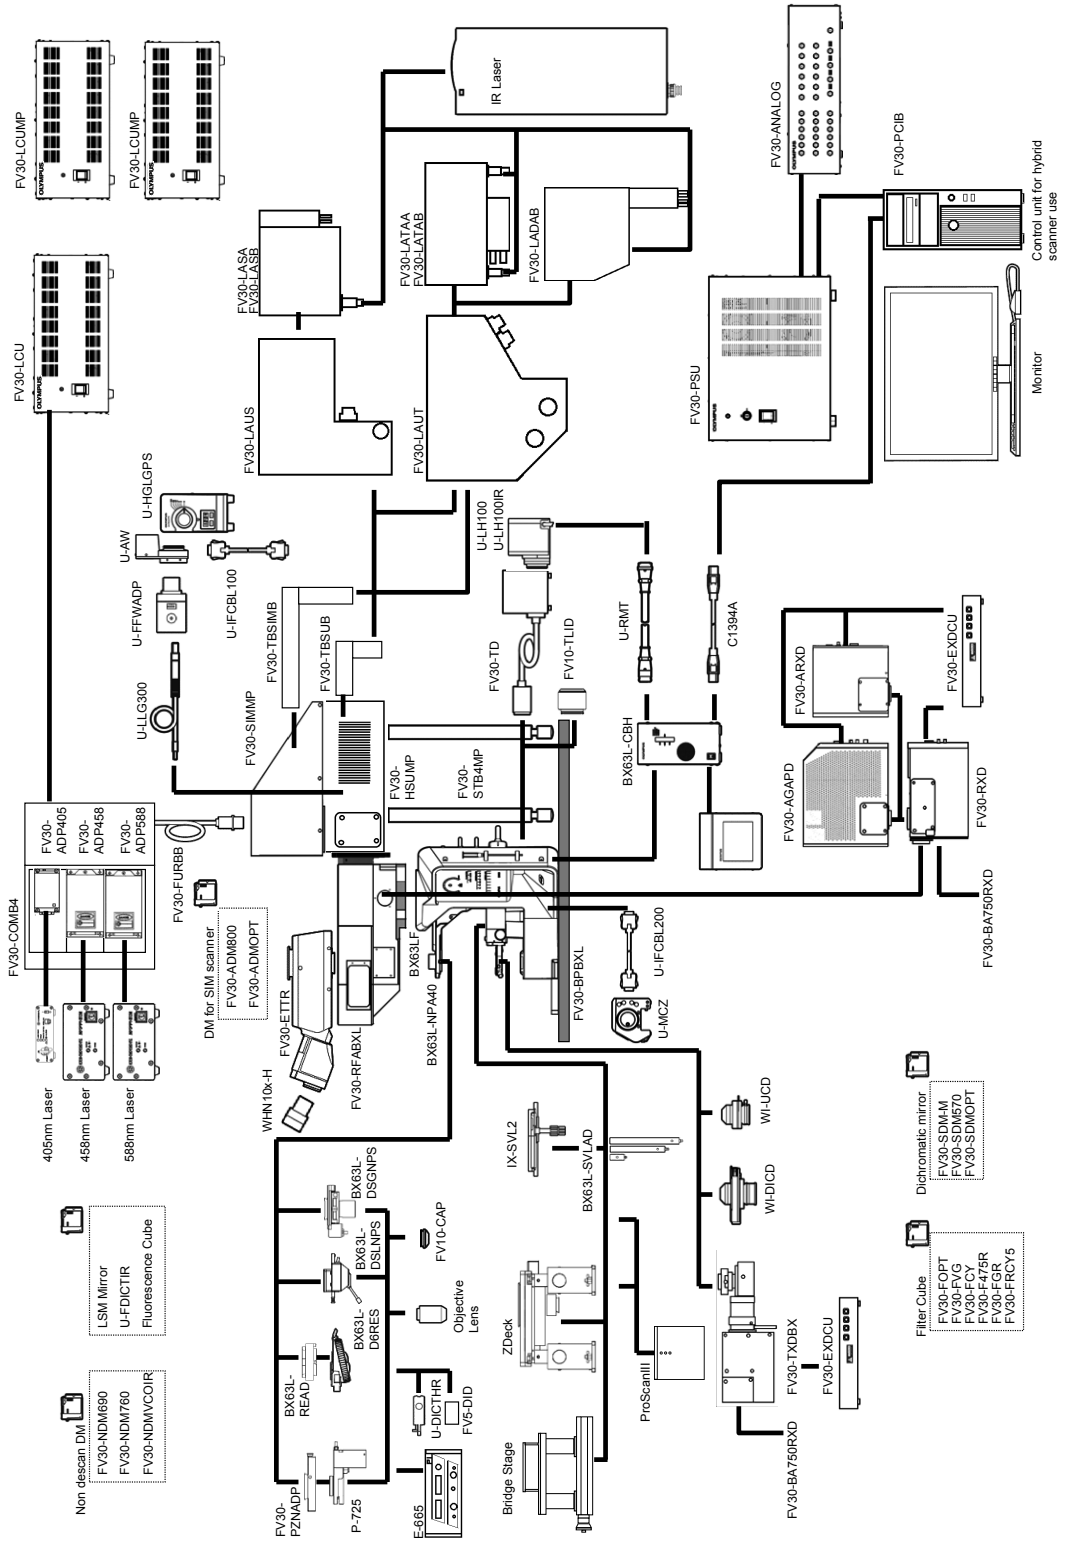 FV30-LCUMP
OLYMPUS
FV30-LCUMP
OLYMPUS
FV30-LCU
OLYMPUS
FV30-COMB4
FV30-
ADP405
FV30-
ADP458
FV30-
ADP588
405nm Laser
458nm Laser
588nm Laser
LSM Mirror
U-FDICTIR
Fluorescence Cube
Non descan DM
FV30-NDM690
FV30-NDM760
FV30-NDMVCOIR
IR Laser
FV30-LASA
FV30-LASB
FV30-LATAA
FV30-LATAB
FV30-LADAB
FV30-LAUS
FV30-LAUT
U-HGLGPS
U-AW
U-FFWADP
U-IFCBL100
U-LLG300
FV30-FURBB
DM for SIM scanner
FV30-ADM800
FV30-ADMOPT
FV30-TBSIMB
FV30-TBSUB
FV30-SIMMP
FV30-ETTR
WHN10x-H
FV30-RFABXL
BX63LF
BX63L-NPA40
FV30-
HSUMP
FV30-
STB4MP
FV30-TD
U-LH100
U-LH100IR
FV10-TLID
FV30-BPBXL
BX63L-
DSGNPS
BX63L-
DSLNPS
BX63L-
D6RES
BX63L-
READ
FV30-
PZNADP
P-725
FV10-CAP
Objective
Lens
U-DICTHR
FV5-DID
E-665
FV30-ANALOG
OLYMPUS
FV30-PCIB
Control unit for hybrid
scanner use
FV30-PSU
OLYMPUS
Monitor
U-RMT
C1394A
BX63L-CBH
U-IFCBL200
U-MCZ
FV30-ARXD
FV30-EXDCU
FV30-AGAPD
FV30-RXD
FV30-BA750RXD
IX-SVL2
BX63L-SVLAD
ZDeck
Bridge Stage
ProScanIII
WI-UCD
WI-DICD
FV30-TXDBX
FV30-EXDCU
FV30-BA750RXD
Dichromatic mirror
FV30-SDM-M
FV30-SDM570
FV30-SDMOPT
Filter Cube
FV30-FOPT
FV30-FVG
FV30-FCY
FV30-F475R
FV30-FGR
FV30-FRCY5